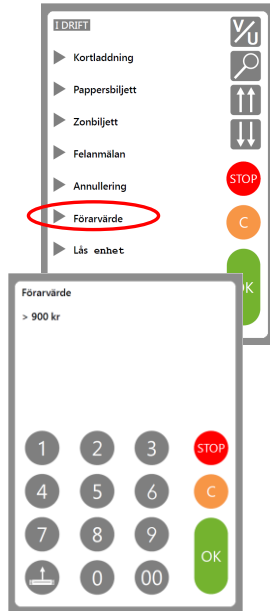 I DRIFT
V/U
Kortladdning
Pappersbiljett
Zonbiljett
Felanmälan
STOP
Annullering
Förarvärde
C
Lås enhet
OK
Förarvärde
> 900 kr
1 2 3 STOP
4 5 6 C
7 8 9
OK
0 00